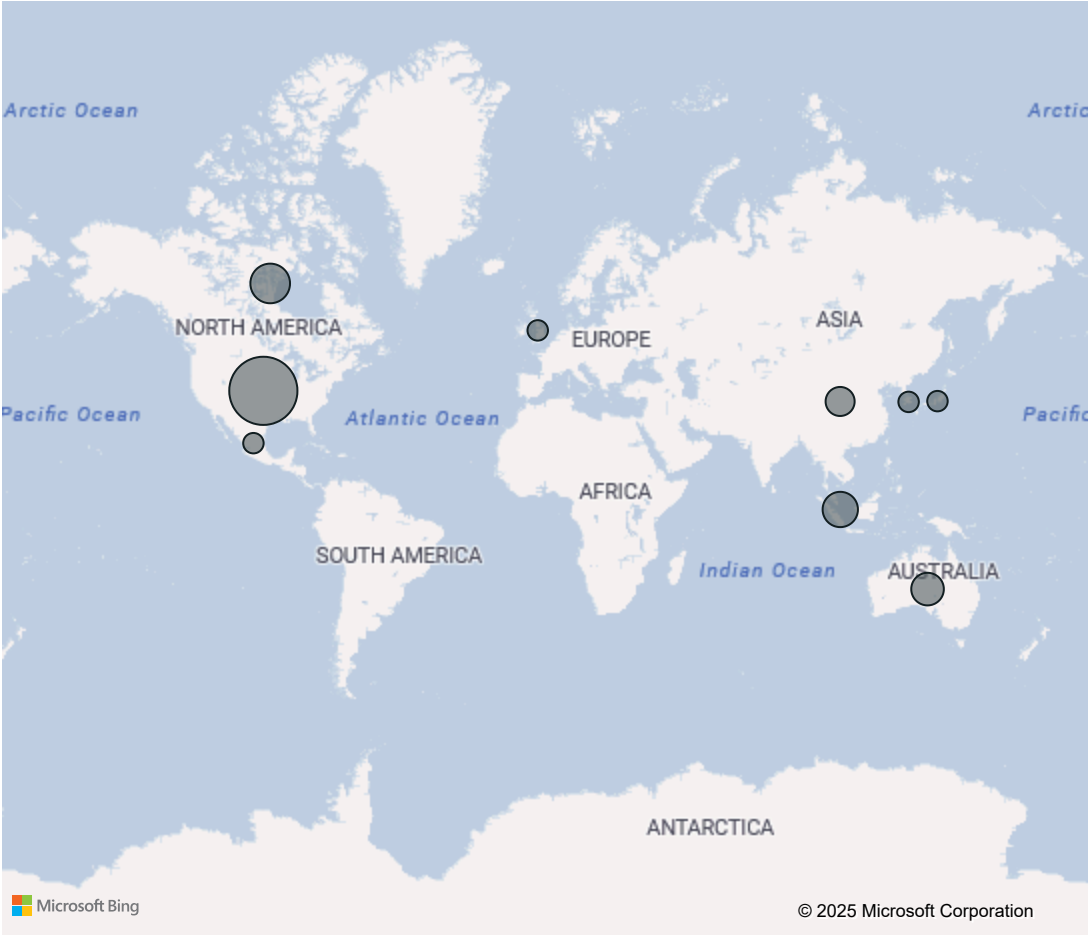 Arctic Ocean
Arctic
NORTH AMERICA
ASIA
EUROPE
Pacific Ocean
Atlantic Ocean
Pacific
AFRICA
SOUTH AMERICA
Indian Ocean
AUSTRALIA
ANTARCTICA
Microsoft Bing
© 2025 Microsoft Corporation